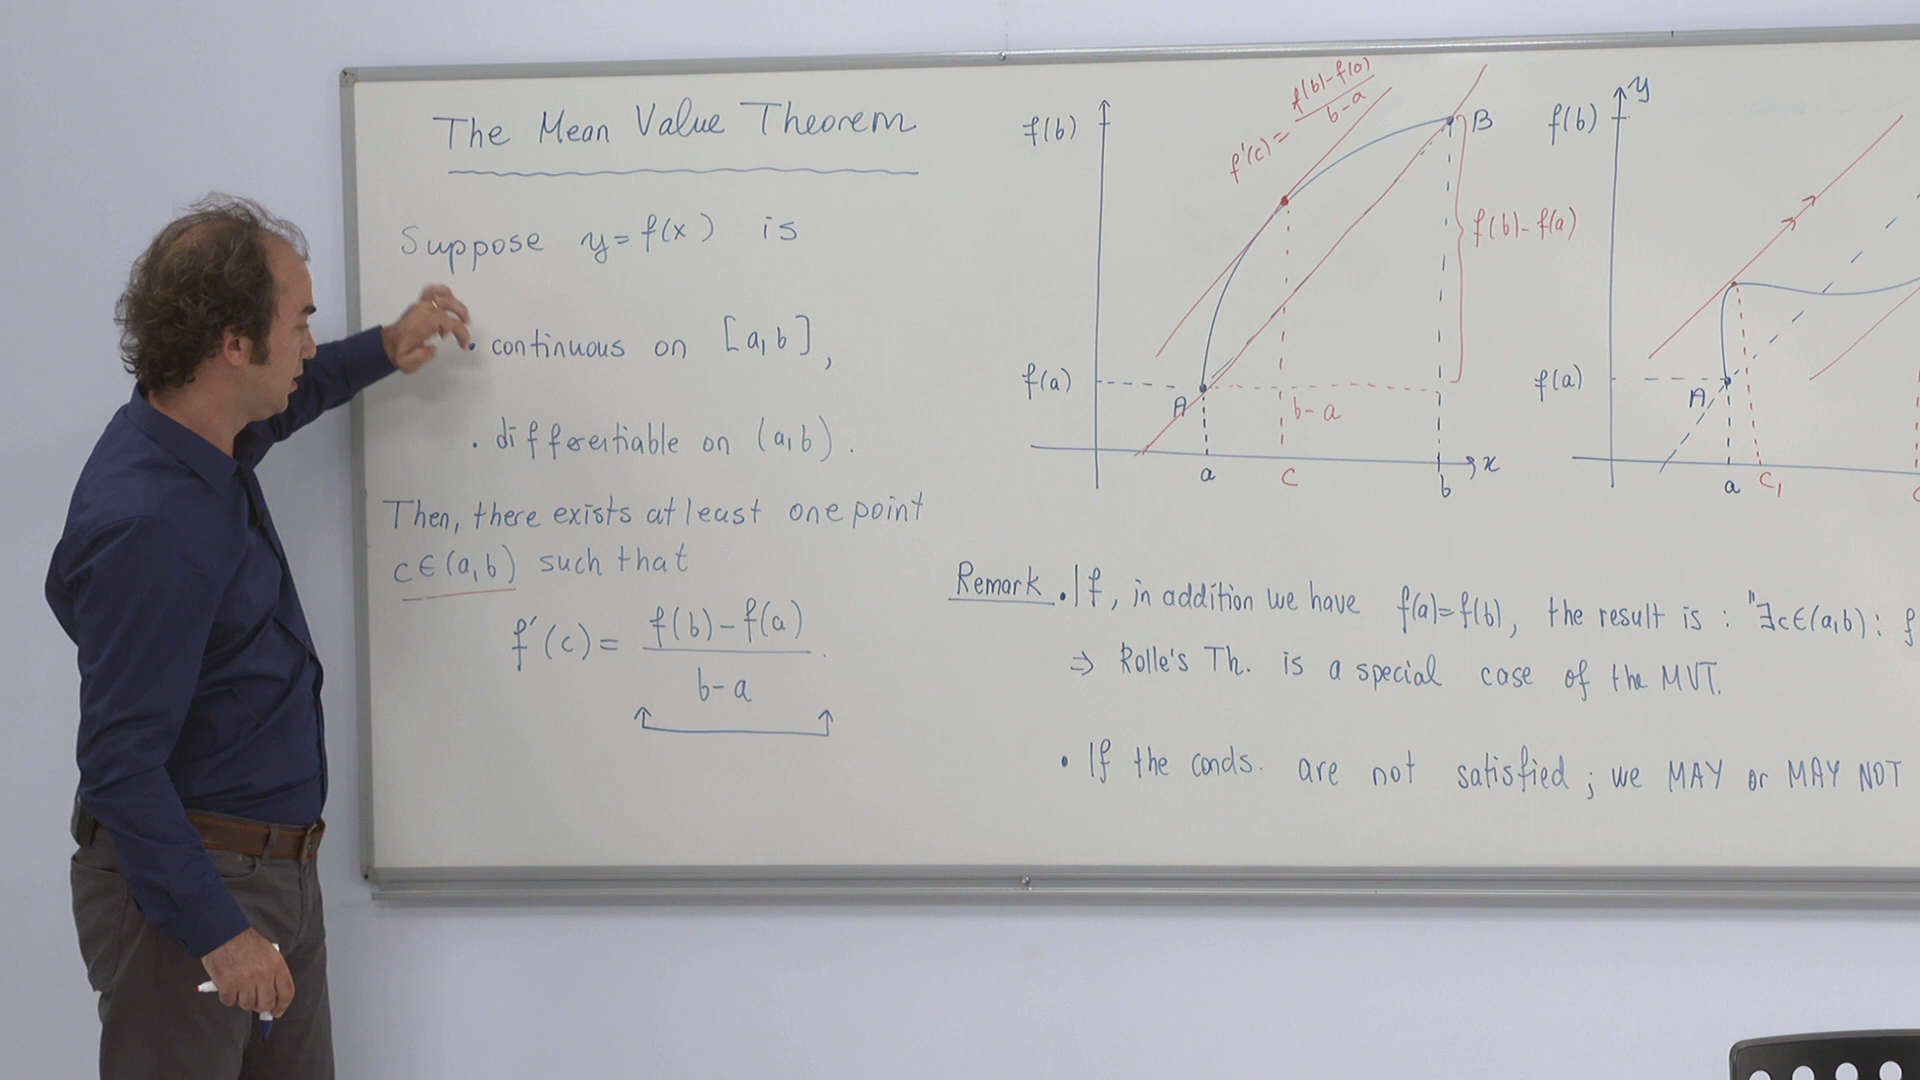 The Mean Value Theorem
Suppose y=f(x) is
• continuous on [a,b],
• differentiable on (a,b).
Then, there exists at least one point
c∈(a,b) such that
f'(c)= f(b)-f(a) / b-a .
f(b)
f'(c)= f(b)-f(a) / b-a
B
f(b)-f(a)
f(a)
A
b-a
a
c
b
x
y
f(b)
f(a)
A
a
c₁
Remark . If, in addition we have f(a)=f(b), the result is : "∃c∈(a,b):
⇒ Rolle's Th. is a special case of the MVT.
• If the conds. are not satisfied ; we MAY or MAY NOT